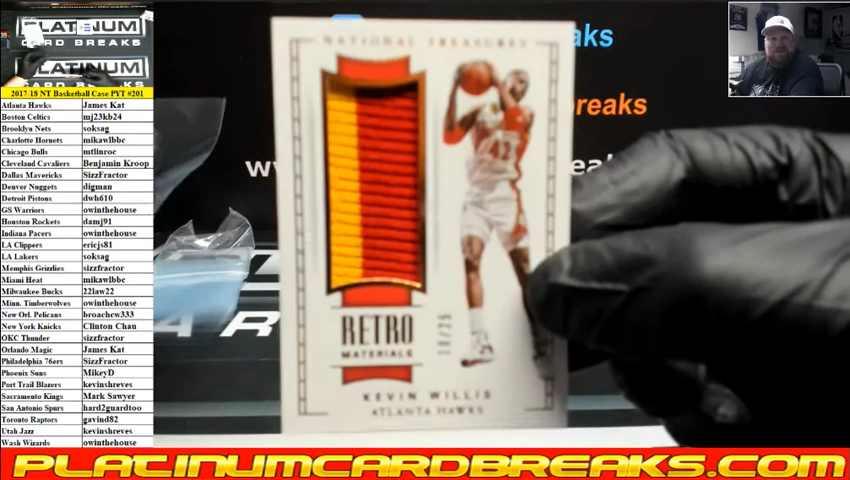 PLATINUM
CARD BREAKS
PLATINUM
CARD BREAKS
2017-18 NT Basketball Case PYT #201
Atlanta Hawks James Kat
Boston Celtics mj23kb24
Brooklyn Nets soksag
Charlotte Hornets mikawlbbc
Chicago Bulls mtlinroc
Cleveland Cavaliers Benjamin Kroop
Dallas Mavericks SizzFractor
Denver Nuggets digman
Detroit Pistons dwh610
GS Warriors owinthehouse
Houston Rockets damj91
Indiana Pacers owinthehouse
LA Clippers ericjs81
LA Lakers soksag
Memphis Grizzlies sizzfractor
Miami Heat mikawlbbc
Milwaukee Bucks 22law22
Minn. Timberwolves owinthehouse
New Orl. Pelicans broachcw333
New York Knicks Clinton Chau
OKC Thunder sizzfractor
Orlando Magic James Kat
Philadelphia 76ers SizzFractor
Phoenix Suns MikeyD
Port Trail Blazers kevinshreves
Sacramento Kings Mark Sawyer
San Antonio Spurs hard2guardtoo
Toronto Raptors gavind82
Utah Jazz kevinshreves
Wash Wizards owinthehouse
NATIONAL TREASURES
42
RETRO
MATERIALS
KEVIN WILLIS
ATLANTA HAWKS
aks
breaks
ww
eak
PLATINUMCARDBREAKS.COM